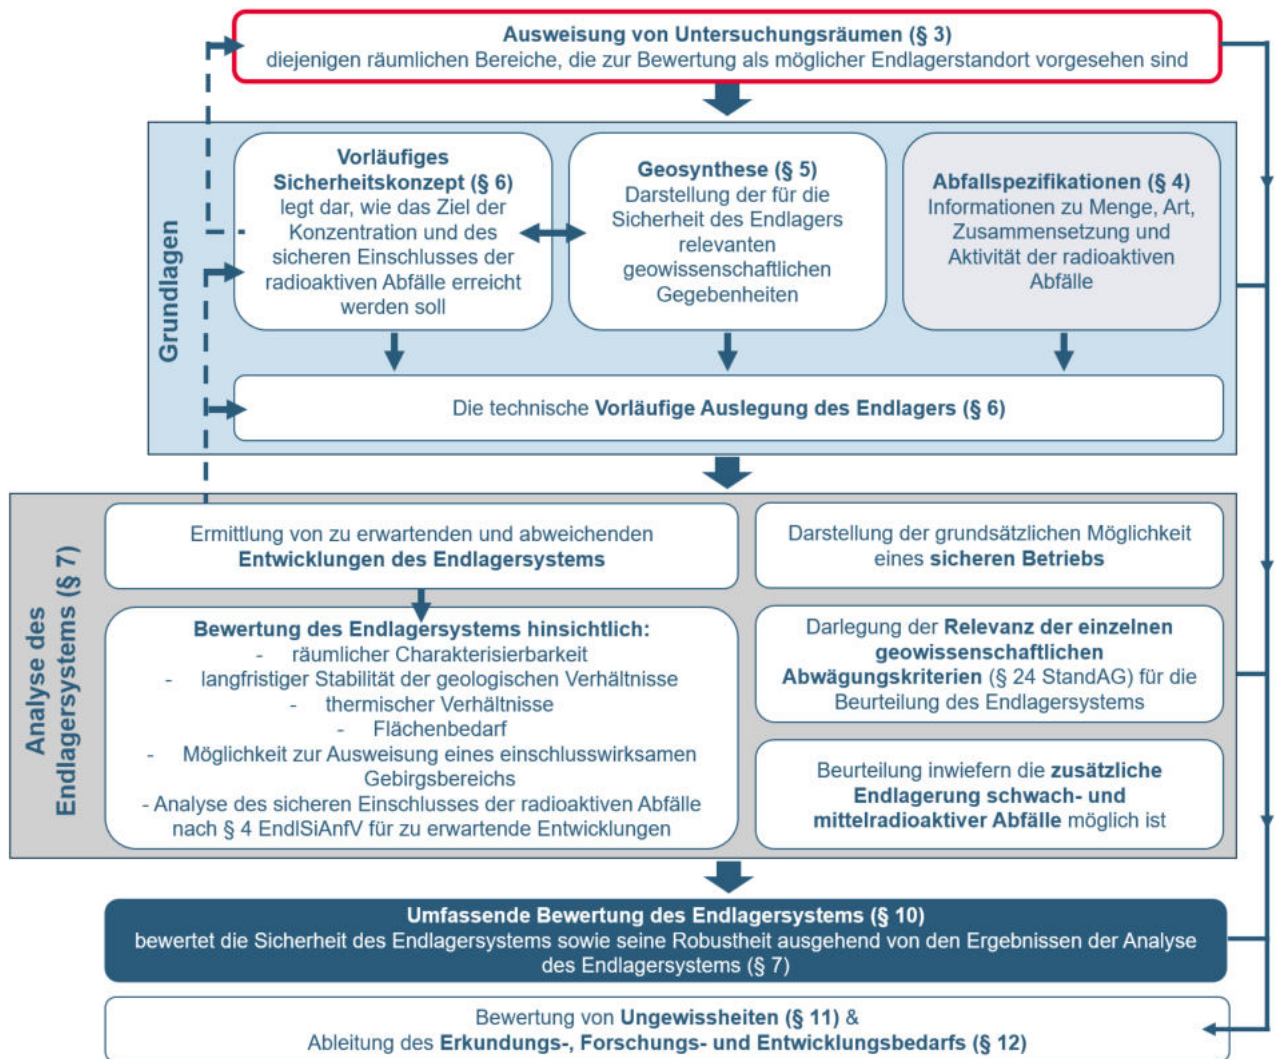 Ausweisung von Untersuchungsräumen (§ 3)
diejenigen räumlichen Bereiche, die zur Bewertung als möglicher Endlagerstandort vorgesehen sind
Grundlagen
Vorläufiges
Sicherheitskonzept (§ 6)
legt dar, wie das Ziel der
Konzentration und des
sicheren Einschlusses der
radioaktiven Abfälle erreicht
werden soll
Geosynthese (§ 5)
Darstellung der für die
Sicherheit des Endlagers
relevanten
geowissenschaftlichen
Gegebenheiten
Abfallspezifikationen (§ 4)
Informationen zu Menge, Art,
Zusammensetzung und
Aktivität der radioaktiven
Abfälle
Die technische Vorläufige Auslegung des Endlagers (§ 6)
Analyse des
Endlagersystems (§ 7)
Ermittlung von zu erwartenden und abweichenden
Entwicklungen des Endlagersystems
Bewertung des Endlagersystems hinsichtlich:
- räumlicher Charakterisierbarkeit
- langfristiger Stabilität der geologischen Verhältnisse
- thermischer Verhältnisse
- Flächenbedarf
- Möglichkeit zur Ausweisung eines einschlusswirksamen
Gebirgsbereichs
- Analyse des sicheren Einschlusses der radioaktiven Abfälle
nach § 4 EndlSiAnfV für zu erwartende Entwicklungen
Darstellung der grundsätzlichen Möglichkeit
eines sicheren Betriebs
Darlegung der Relevanz der einzelnen
geowissenschaftlichen
Abwägungskriterien (§ 24 StandAG) für die
Beurteilung des Endlagersystems
Beurteilung inwiefern die zusätzliche
Endlagerung schwach- und
mittelradioaktiver Abfälle möglich ist
Umfassende Bewertung des Endlagersystems (§ 10)
bewertet die Sicherheit des Endlagersystems sowie seine Robustheit ausgehend von den Ergebnissen der Analyse
des Endlagersystems (§ 7)
Bewertung von Ungewissheiten (§ 11) &
Ableitung des Erkundungs-, Forschungs- und Entwicklungsbedarfs (§ 12)